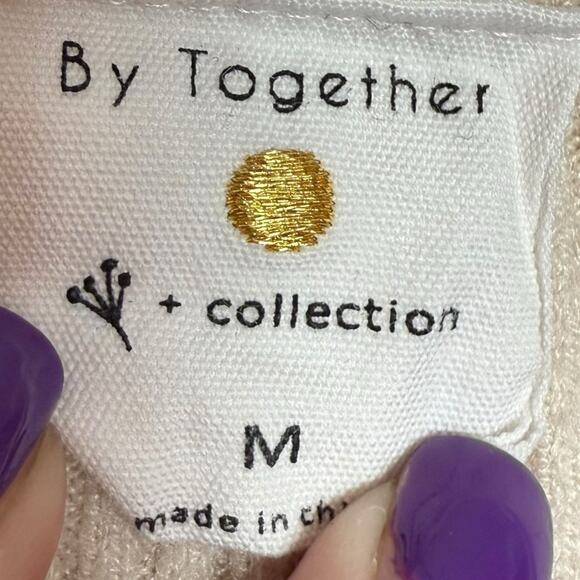 By Together
+ collection
M
made in